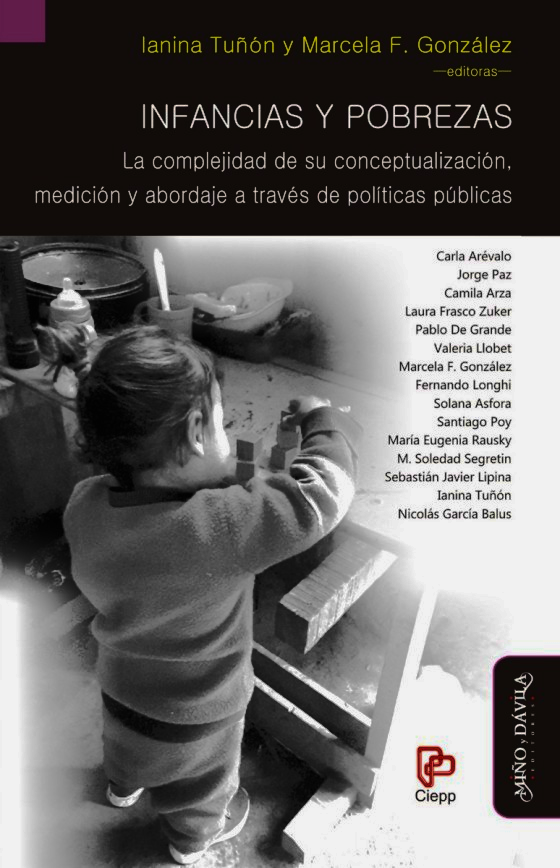 Ianina Tuñón y Marcela F. González
—editoras—
INFANCIAS Y POBREZAS
La complejidad de su conceptualización,
medición y abordaje a través de políticas públicas
Carla Arévalo
Jorge Paz
Camila Arza
Laura Frasco Zuker
Pablo De Grande
Valeria Llobet
Marcela F. González
Fernando Longhi
Solana Asfora
Santiago Poy
María Eugenia Rausky
M. Soledad Segretin
Sebastián Javier Lipina
Ianina Tuñón
Nicolás García Balus
Ciepp
MIÑO y DÁVILA
EDITORES